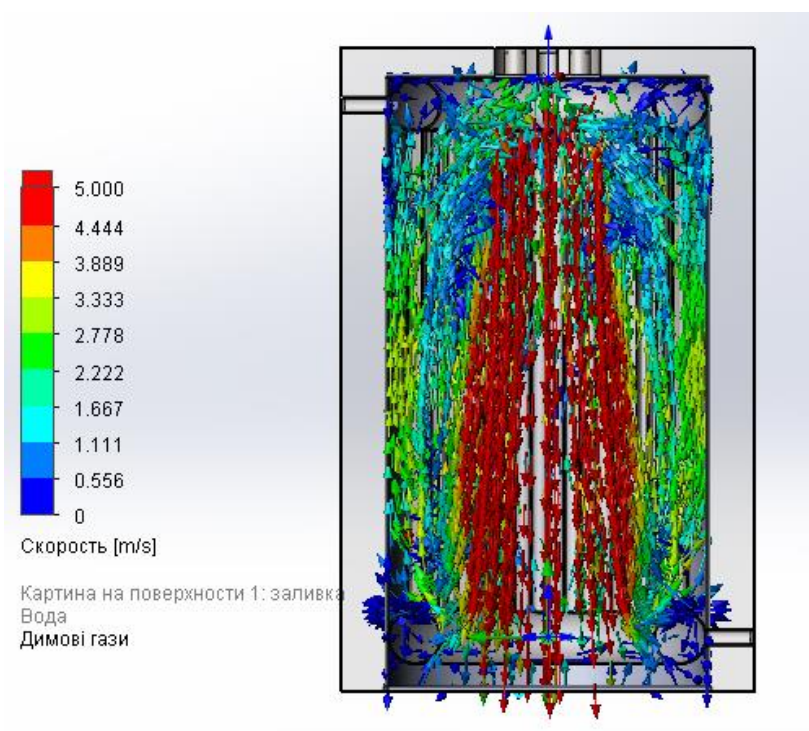 5.000
4.444
3.889
3.333
2.778
2.222
1.667
1.111
0.556
0
Скорость [m/s]
Картина на поверхности 1: заливка
Вода
Димові гази